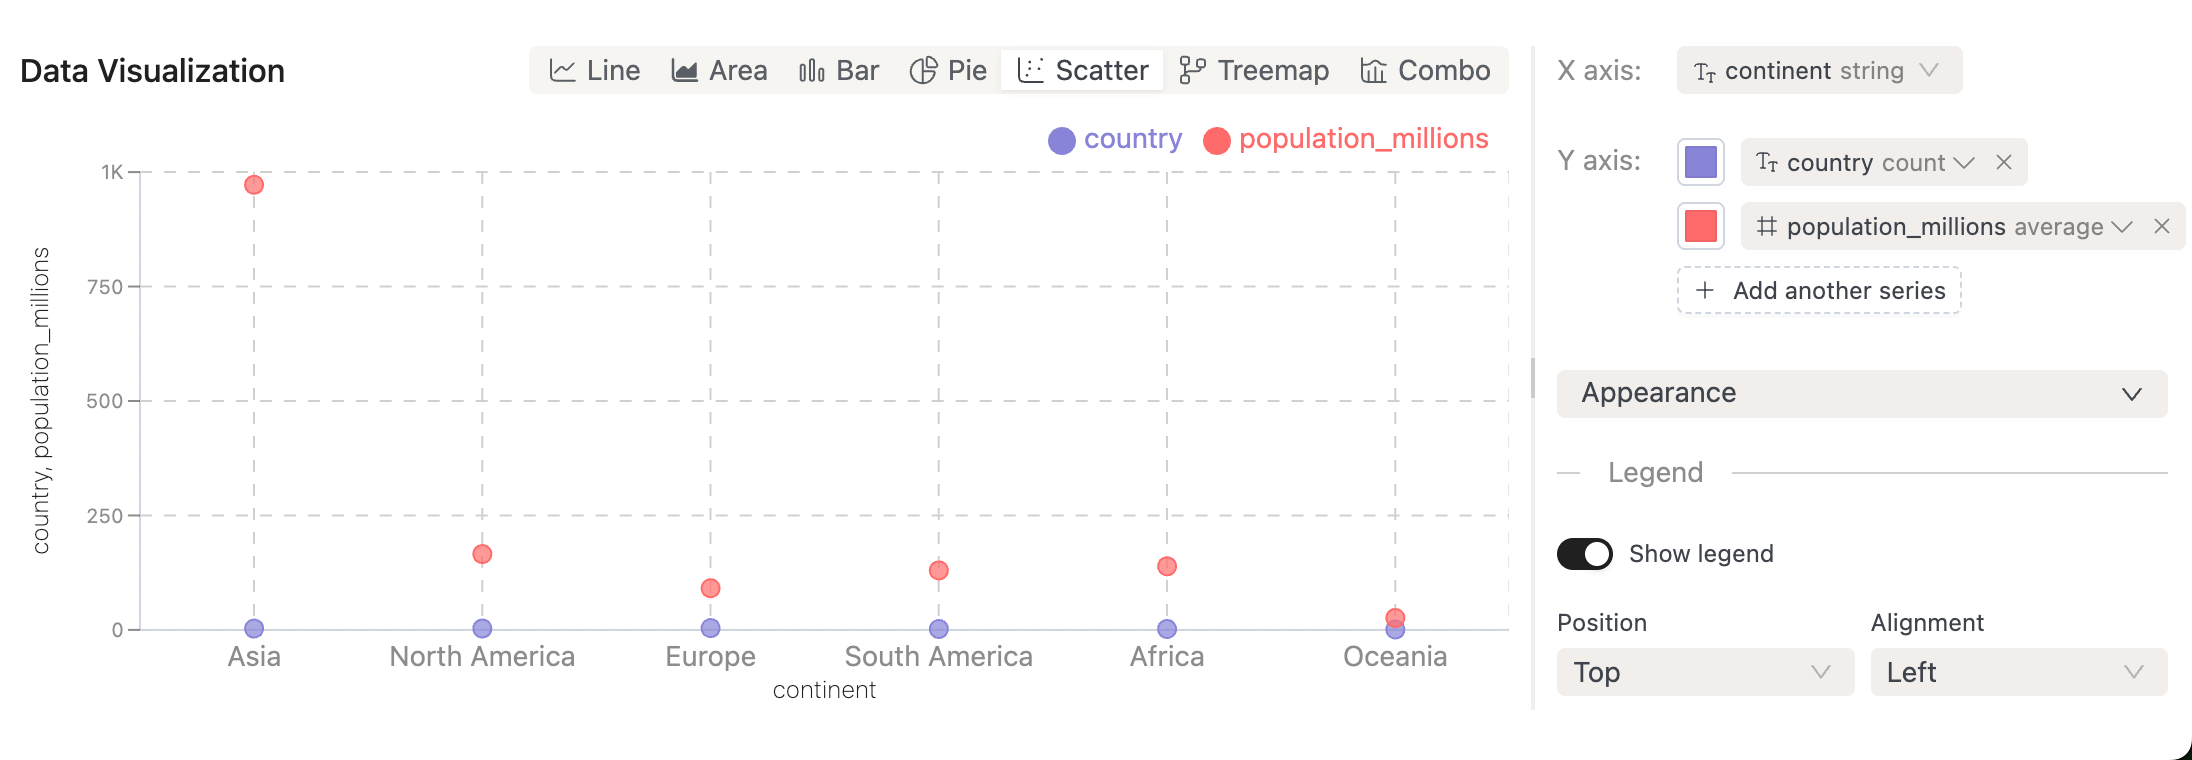 Data Visualization
Line Area Bar Pie Scatter Treemap Combo
country population_millions
1K
750
500
250
0
country, population_millions
Asia North America Europe South America Africa Oceania
continent
X axis: continent string
Y axis: country count
population_millions average
+ Add another series
Appearance
Legend
Show legend
Position Alignment
Top Left